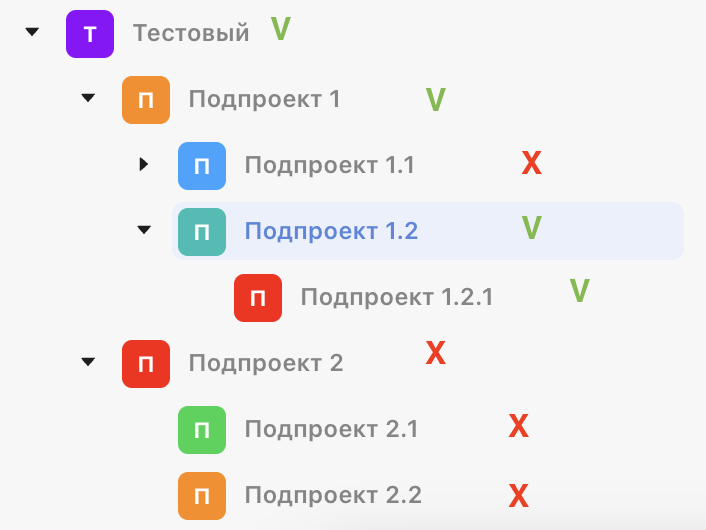 Т Тестовый V
П Подпроект 1 V
П Подпроект 1.1 X
П Подпроект 1.2 V
П Подпроект 1.2.1 V
П Подпроект 2 X
П Подпроект 2.1 X
П Подпроект 2.2 X